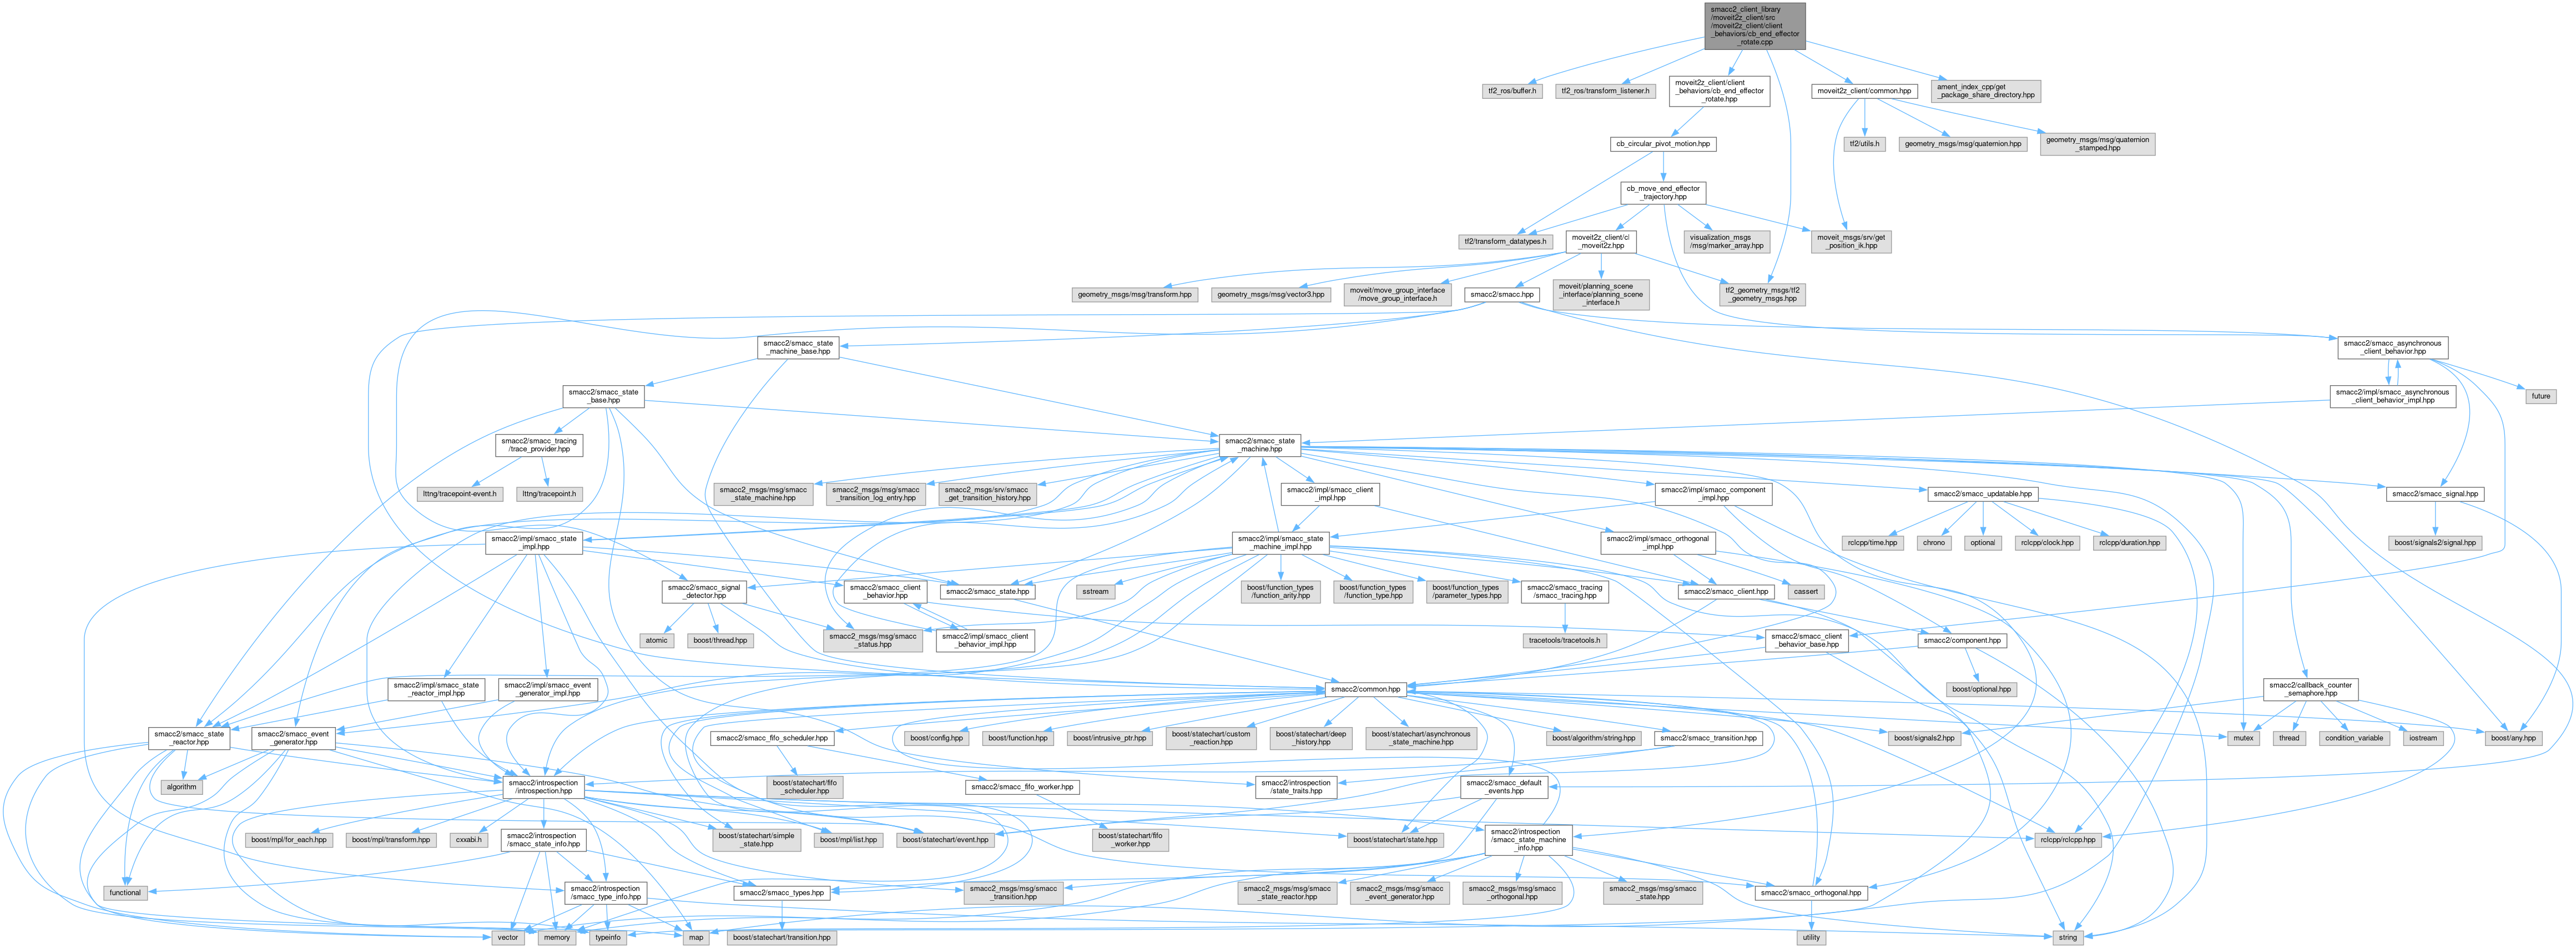 smacc2_client_library
/moveit2z_client/src
/moveit2z_client/client
_behaviors/cb_end_effector
_rotate.cpp
tf2_ros/buffer.h
tf2_ros/transform_listener.h
moveit2z_client/client
_behaviors/cb_end_effector
_rotate.hpp
moveit2z_client/common.hpp
ament_index_cpp/get
_package_share_directory.hpp
cb_circular_pivot_motion.hpp
tf2/utils.h
geometry_msgs/msg/quaternion.hpp
geometry_msgs/msg/quaternion
_stamped.hpp
cb_move_end_effector
_trajectory.hpp
tf2/transform_datatypes.h
moveit2z_client/cl
_moveit2z.hpp
visualization_msgs
/msg/marker_array.hpp
moveit_msgs/srv/get
_position_ik.hpp
geometry_msgs/msg/transform.hpp
geometry_msgs/msg/vector3.hpp
moveit/move_group_interface
/move_group_interface.h
smacc2/smacc.hpp
moveit/planning_scene
_interface/planning_scene
_interface.h
tf2_geometry_msgs/tf2
_geometry_msgs.hpp
smacc2/smacc_state
_machine_base.hpp
smacc2/smacc_asynchronous
_client_behavior.hpp
smacc2/smacc_state
_base.hpp
smacc2/impl/smacc_asynchronous
_client_behavior_impl.hpp
future
smacc2/smacc_tracing
/trace_provider.hpp
smacc2/smacc_state
_machine.hpp
lttng/tracepoint-event.h
lttng/tracepoint.h
smacc2_msgs/msg/smacc
_state_machine.hpp
smacc2_msgs/msg/smacc
_transition_log_entry.hpp
smacc2_msgs/srv/smacc
_get_transition_history.hpp
smacc2/impl/smacc_client
_impl.hpp
smacc2/impl/smacc_component
_impl.hpp
smacc2/smacc_updatable.hpp
smacc2/smacc_signal.hpp
smacc2/impl/smacc_state
_impl.hpp
smacc2/impl/smacc_state
_machine_impl.hpp
smacc2/impl/smacc_orthogonal
_impl.hpp
rclcpp/time.hpp
chrono
optional
rclcpp/clock.hpp
rclcpp/duration.hpp
boost/signals2/signal.hpp
smacc2/smacc_signal
_detector.hpp
smacc2/smacc_client
_behavior.hpp
smacc2/smacc_state.hpp
sstream
boost/function_types
/function_arity.hpp
boost/function_types
/function_type.hpp
boost/function_types
/parameter_types.hpp
smacc2/smacc_tracing
/smacc_tracing.hpp
smacc2/smacc_client.hpp
cassert
atomic
boost/thread.hpp
smacc2_msgs/msg/smacc
_status.hpp
smacc2/impl/smacc_client
_behavior_impl.hpp
tracetools/tracetools.h
smacc2/smacc_client
_behavior_base.hpp
smacc2/component.hpp
smacc2/impl/smacc_state
_reactor_impl.hpp
smacc2/impl/smacc_event
_generator_impl.hpp
smacc2/common.hpp
boost/optional.hpp
smacc2/callback_counter
_semaphore.hpp
smacc2/smacc_state
_reactor.hpp
smacc2/smacc_event
_generator.hpp
smacc2/smacc_fifo_scheduler.hpp
boost/config.hpp
boost/function.hpp
boost/intrusive_ptr.hpp
boost/statechart/custom
_reaction.hpp
boost/statechart/deep
_history.hpp
boost/statechart/asynchronous
_state_machine.hpp
boost/algorithm/string.hpp
smacc2/smacc_transition.hpp
boost/signals2.hpp
mutex
thread
condition_variable
iostream
boost/any.hpp
algorithm
smacc2/introspection
/introspection.hpp
boost/statechart/fifo
_scheduler.hpp
smacc2/smacc_fifo_worker.hpp
smacc2/introspection
/state_traits.hpp
smacc2/smacc_default
_events.hpp
boost/mpl/for_each.hpp
boost/mpl/transform.hpp
cxxabi.h
smacc2/introspection
/smacc_state_info.hpp
boost/statechart/simple
_state.hpp
boost/mpl/list.hpp
boost/statechart/event.hpp
boost/statechart/fifo
_worker.hpp
boost/statechart/state.hpp
smacc2/introspection
/smacc_state_machine
_info.hpp
rclcpp/rclcpp.hpp
functional
smacc2/introspection
/smacc_type_info.hpp
smacc2/smacc_types.hpp
smacc2_msgs/msg/smacc
_transition.hpp
smacc2_msgs/msg/smacc
_state_reactor.hpp
smacc2_msgs/msg/smacc
_event_generator.hpp
smacc2_msgs/msg/smacc
_orthogonal.hpp
smacc2_msgs/msg/smacc
_state.hpp
smacc2/smacc_orthogonal.hpp
vector
memory
typeinfo
map
boost/statechart/transition.hpp
utility
string